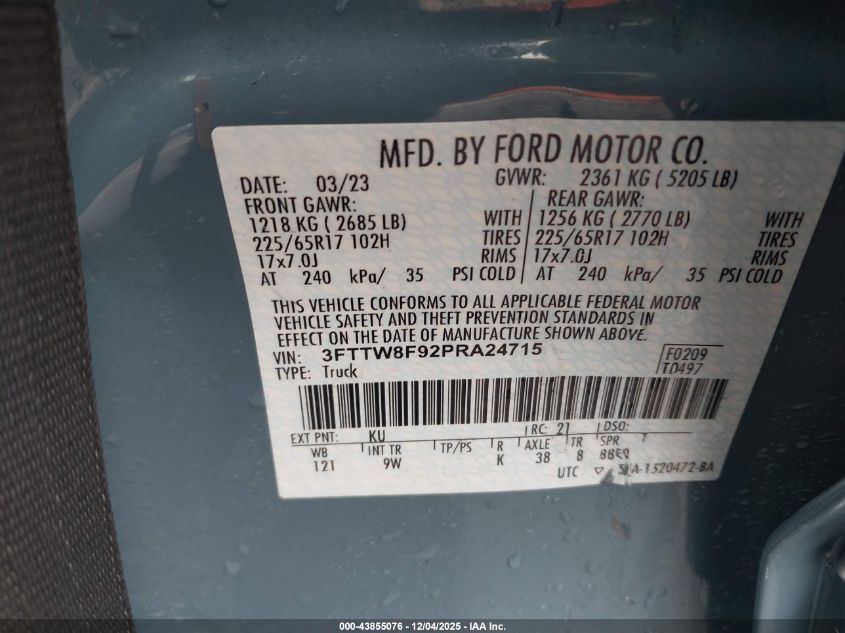 MFD. BY FORD MOTOR CO.
DATE: 03/23 GVWR: 2361 KG ( 5205 LB)
FRONT GAWR: REAR GAWR:
1218 KG ( 2685 LB) WITH 1256 KG ( 2770 LB) WITH
225/65R17 102H TIRES 225/65R17 102H TIRES
17x7.0J RIMS 17x7.0J RIMS
AT 240 kPa/ 35 PSI COLD AT 240 kPa/ 35 PSI COLD
THIS VEHICLE CONFORMS TO ALL APPLICABLE FEDERAL MOTOR
VEHICLE SAFETY AND THEFT PREVENTION STANDARDS IN
EFFECT ON THE DATE OF MANUFACTURE SHOWN ABOVE.
VIN: 3FTTW8F92PRA24715 F0209
TYPE: Truck T0497
EXT PNT: KU RC: 21 DSO:
WB INT TR TP/PS R AXLE TR SPR
121 9W K 38 8 BBEQ
UTC -1520472-BA
000-43855076 - 12/04/2025 - IAA Inc.